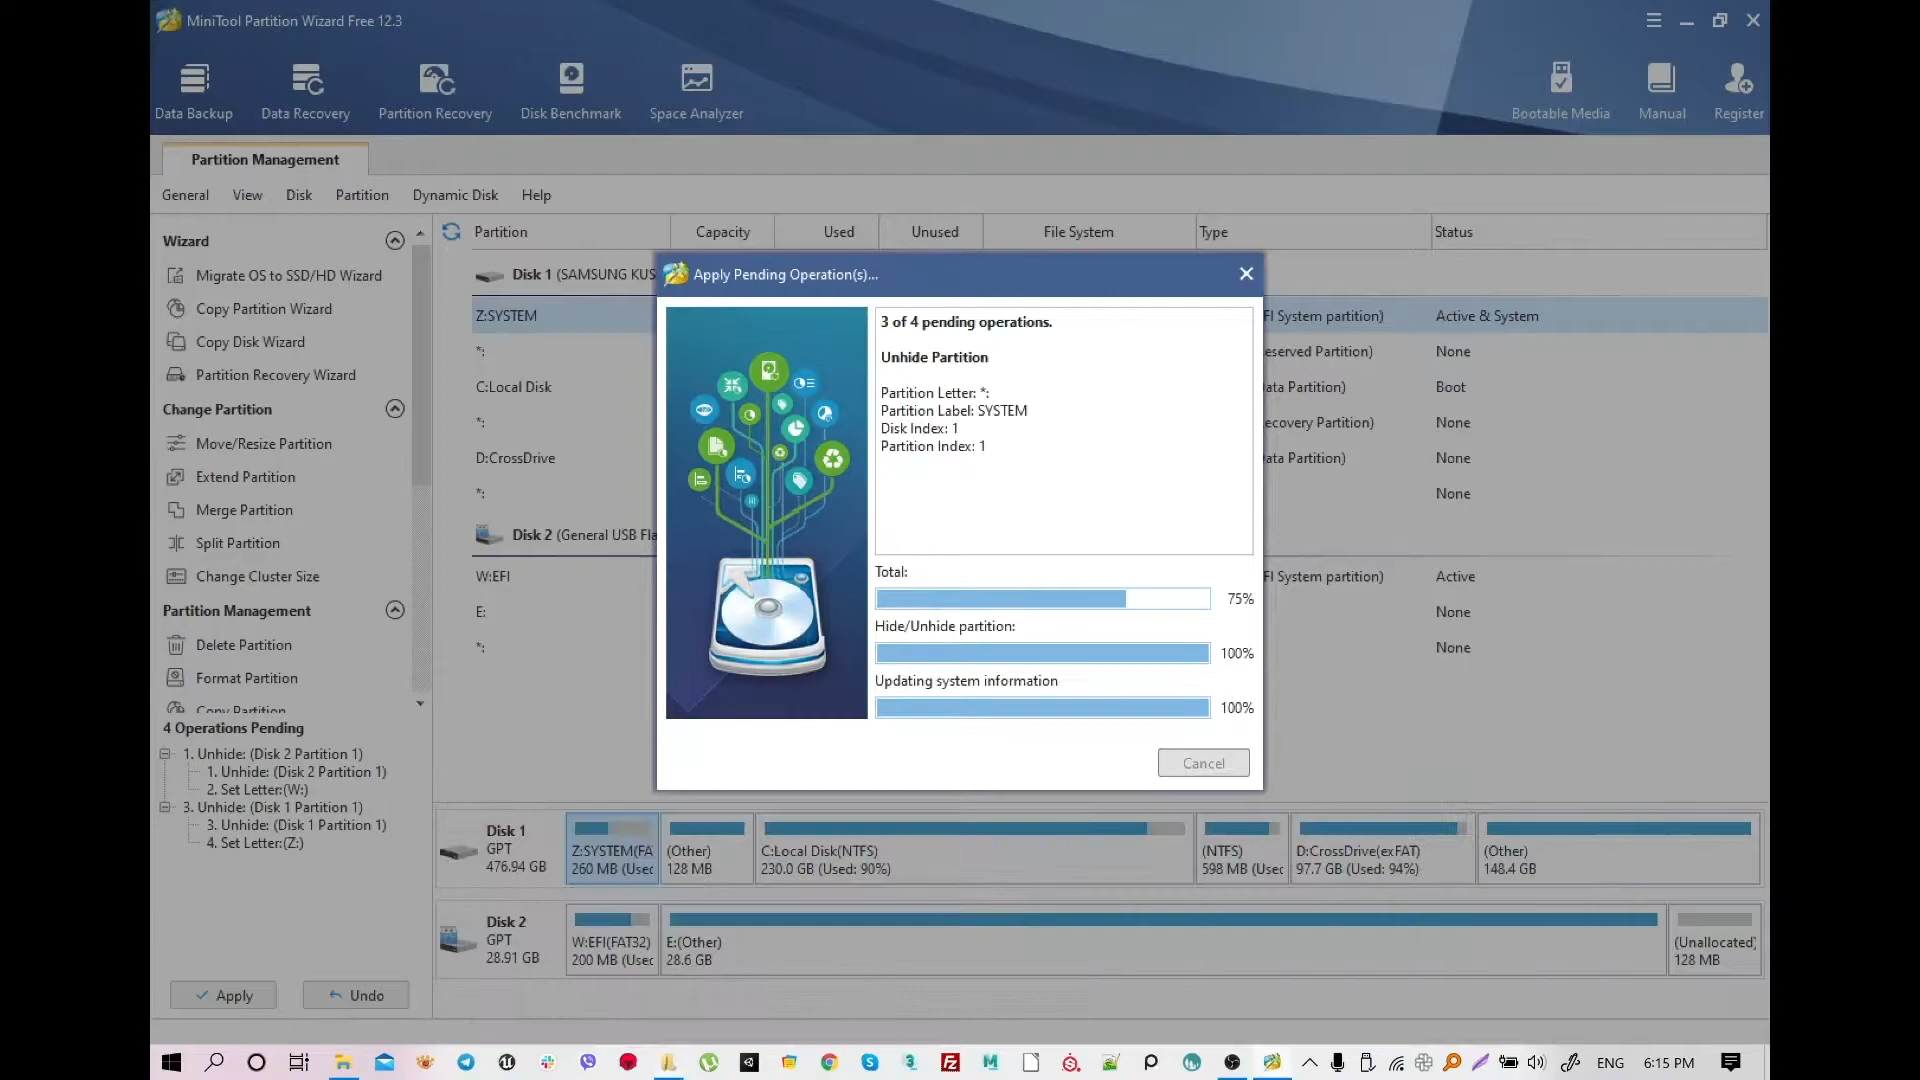 MiniTool Partition Wizard Free 12.3
Data Backup
Data Recovery
Partition Recovery
Disk Benchmark
Space Analyzer
Bootable Media
Manual
Register
Partition Management
General View Disk Partition Dynamic Disk Help
Wizard
Migrate OS to SSD/HD Wizard
Copy Partition Wizard
Copy Disk Wizard
Partition Recovery Wizard
Change Partition
Move/Resize Partition
Extend Partition
Merge Partition
Split Partition
Change Cluster Size
Partition Management
Delete Partition
Format Partition
Copy Partition
4 Operations Pending
1. Unhide: (Disk 2 Partition 1)
1. Unhide: (Disk 2 Partition 1)
2. Set Letter:(W:)
3. Unhide: (Disk 1 Partition 1)
3. Unhide: (Disk 1 Partition 1)
4. Set Letter:(Z:)
Apply
Undo
Partition Capacity Used Unused File System Type Status
Disk 1 (SAMSUNG KUS
Z:SYSTEM FI System partition) Active & System
*: eserved Partition) None
C:Local Disk ata Partition) Boot
*: ecovery Partition) None
D:CrossDrive ata Partition) None
*: None
Disk 2 (General USB Fla
W:EFI FI System partition) Active
E: None
*: None
Apply Pending Operation(s)...
3 of 4 pending operations.
Unhide Partition
Partition Letter: *:
Partition Label: SYSTEM
Disk Index: 1
Partition Index: 1
Total:
75%
Hide/Unhide partition:
100%
Updating system information
100%
Cancel
Disk 1
GPT
476.94 GB
Z:SYSTEM(FA
260 MB (Usec
(Other)
128 MB
C:Local Disk(NTFS)
230.0 GB (Used: 90%)
(NTFS)
598 MB (Usec
D:CrossDrive(exFAT)
97.7 GB (Used: 94%)
(Other)
148.4 GB
Disk 2
GPT
28.91 GB
W:EFI(FAT32)
200 MB (Usec
E:(Other)
28.6 GB
(Unallocated)
128 MB
ENG
6:15 PM